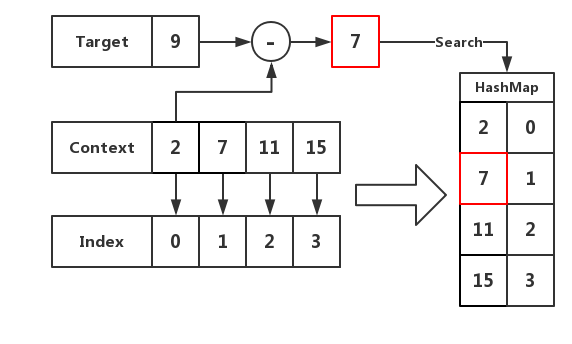 Target 9 - 7 Search
HashMap
2 0
Context 2 7 11 15
7 1
11 2
Index 0 1 2 3
15 3